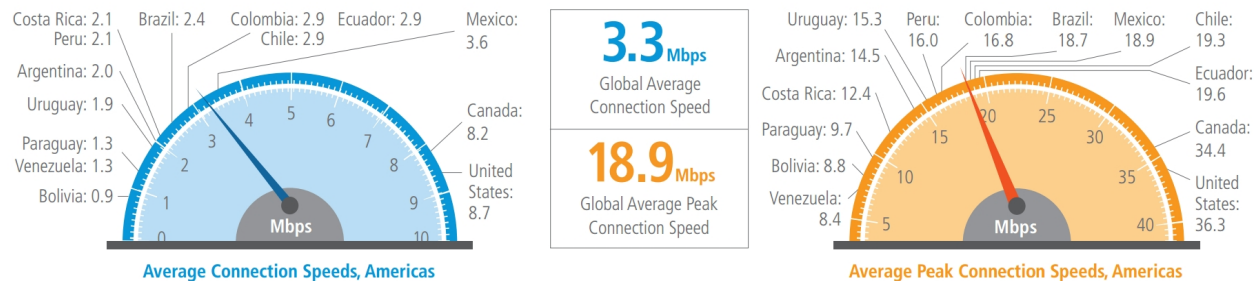 Costa Rica: 2.1
Peru: 2.1
Brazil: 2.4
Colombia: 2.9
Chile: 2.9
Ecuador: 2.9
Mexico:
3.6
Argentina: 2.0
Uruguay: 1.9
Paraguay: 1.3
Venezuela: 1.3
Bolivia: 0.9
Canada:
8.2
United
States:
8.7
0
1
2
3
4
5
6
7
8
9
10
Mbps
Average Connection Speeds, Americas
3.3 Mbps
Global Average
Connection Speed
18.9 Mbps
Global Average Peak
Connection Speed
Uruguay: 15.3
Peru:
16.0
Colombia:
16.8
Brazil:
18.7
Mexico:
18.9
Chile:
19.3
Argentina: 14.5
Costa Rica: 12.4
Paraguay: 9.7
Bolivia: 8.8
Venezuela:
8.4
Ecuador:
19.6
Canada:
34.4
United
States:
36.3
5
10
15
20
25
30
35
40
Mbps
Average Peak Connection Speeds, Americas